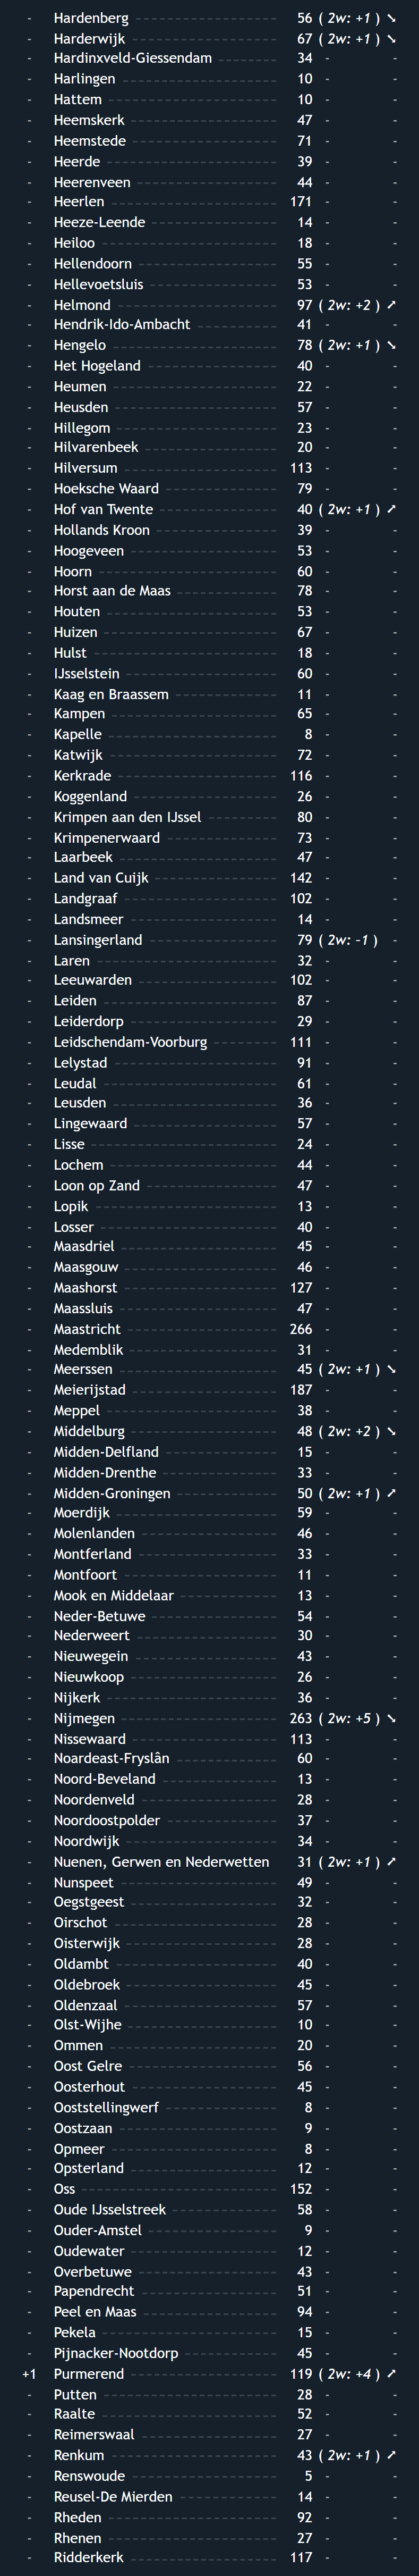 - Hardenberg 56 ( 2w: +1 ) ➘
- Harderwijk 67 ( 2w: +1 ) ➘
- Hardinxveld-Giessendam 34 - -
- Harlingen 10 - -
- Hattem 10 - -
- Heemskerk 47 - -
- Heemstede 71 - -
- Heerde 39 - -
- Heerenveen 44 - -
- Heerlen 171 - -
- Heeze-Leende 14 - -
- Heiloo 18 - -
- Hellendoorn 55 - -
- Hellevoetsluis 53 - -
- Helmond 97 ( 2w: +2 ) ➚
- Hendrik-Ido-Ambacht 41 - -
- Hengelo 78 ( 2w: +1 ) ➘
- Het Hogeland 40 - -
- Heumen 22 - -
- Heusden 57 - -
- Hillegom 23 - -
- Hilvarenbeek 20 - -
- Hilversum 113 - -
- Hoeksche Waard 79 - -
- Hof van Twente 40 ( 2w: +1 ) ➚
- Hollands Kroon 39 - -
- Hoogeveen 53 - -
- Hoorn 60 - -
- Horst aan de Maas 78 - -
- Houten 53 - -
- Huizen 67 - -
- Hulst 18 - -
- IJsselstein 60 - -
- Kaag en Braassem 11 - -
- Kampen 65 - -
- Kapelle 8 - -
- Katwijk 72 - -
- Kerkrade 116 - -
- Koggenland 26 - -
- Krimpen aan den IJssel 80 - -
- Krimpenerwaard 73 - -
- Laarbeek 47 - -
- Land van Cuijk 142 - -
- Landgraaf 102 - -
- Landsmeer 14 - -
- Lansingerland 79 ( 2w: -1 ) -
- Laren 32 - -
- Leeuwarden 102 - -
- Leiden 87 - -
- Leiderdorp 29 - -
- Leidschendam-Voorburg 111 - -
- Lelystad 91 - -
- Leudal 61 - -
- Leusden 36 - -
- Lingewaard 57 - -
- Lisse 24 - -
- Lochem 44 - -
- Loon op Zand 47 - -
- Lopik 13 - -
- Losser 40 - -
- Maasdriel 45 - -
- Maasgouw 46 - -
- Maashorst 127 - -
- Maassluis 47 - -
- Maastricht 266 - -
- Medemblik 31 - -
- Meerssen 45 ( 2w: +1 ) ➘
- Meierijstad 187 - -
- Meppel 38 - -
- Middelburg 48 ( 2w: +2 ) ➘
- Midden-Delfland 15 - -
- Midden-Drenthe 33 - -
- Midden-Groningen 50 ( 2w: +1 ) ➚
- Moerdijk 59 - -
- Molenlanden 46 - -
- Montferland 33 - -
- Montfoort 11 - -
- Mook en Middelaar 13 - -
- Neder-Betuwe 54 - -
- Nederweert 30 - -
- Nieuwegein 43 - -
- Nieuwkoop 26 - -
- Nijkerk 36 - -
- Nijmegen 263 ( 2w: +5 ) ➘
- Nissewaard 113 - -
- Noardeast-Fryslân 60 - -
- Noord-Beveland 13 - -
- Noordenveld 28 - -
- Noordoostpolder 37 - -
- Noordwijk 34 - -
- Nuenen, Gerwen en Nederwetten 31 ( 2w: +1 ) ➚
- Nunspeet 49 - -
- Oegstgeest 32 - -
- Oirschot 28 - -
- Oisterwijk 28 - -
- Oldambt 40 - -
- Oldebroek 45 - -
- Oldenzaal 57 - -
- Olst-Wijhe 10 - -
- Ommen 20 - -
- Oost Gelre 56 - -
- Oosterhout 45 - -
- Ooststellingwerf 8 - -
- Oostzaan 9 - -
- Opmeer 8 - -
- Opsterland 12 - -
- Oss 152 - -
- Oude IJsselstreek 58 - -
- Ouder-Amstel 9 - -
- Oudewater 12 - -
- Overbetuwe 43 - -
- Papendrecht 51 - -
- Peel en Maas 94 - -
- Pekela 15 - -
- Pijnacker-Nootdorp 45 - -
+1 Purmerend 119 ( 2w: +4 ) ➚
- Putten 28 - -
- Raalte 52 - -
- Reimerswaal 27 - -
- Renkum 43 ( 2w: +1 ) ➚
- Renswoude 5 - -
- Reusel-De Mierden 14 - -
- Rheden 92 - -
- Rhenen 27 - -
- Ridderkerk 117 - -